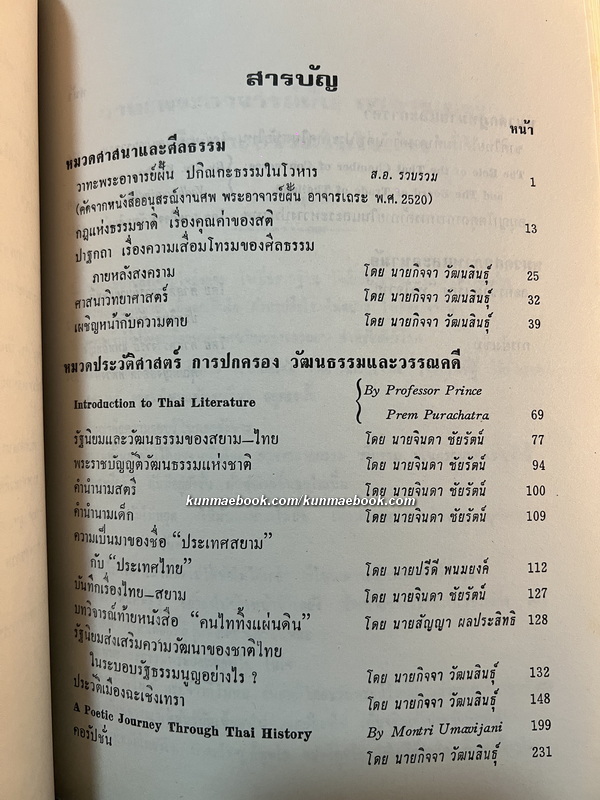 สารบัญ
หน้า
หมวดศาสนาและศีลธรรม
วาทะพระอาจารย์ฝั้น ปกิณกะธรรมในโวหาร ส.อ. รวบรวม 1
(คัดจากหนังสืออนุสรณ์งานศพ พระอาจารย์ฝั้น อาจาระเถระ พ.ศ. 2520)
กฎแห่งธรรมชาติ เรื่องคุณค่าของสติ 13
ปาฐกถา เรื่องความเสื่อมโทรมของศีลธรรม
ภายหลังสงคราม โดย นายกิจจา วัฒนสินธุ์ 25
ศาสนาวิทยาศาสตร์ โดย นายกิจจา วัฒนสินธุ์ 32
เผชิญหน้ากับความตาย โดย นายกิจจา วัฒนสินธุ์ 39
หมวดประวัติศาสตร์ การปกครอง วัฒนธรรมและวรรณคดี
Introduction to Thai Literature By Professor Prince
Prem Purachatra 69
รัฐนิยมและวัฒนธรรมของสยาม—ไทย โดย นายจินดา ชัยรัตน์ 77
พระราชบัญญัติวัฒนธรรมแห่งชาติ โดย นายจินดา ชัยรัตน์ 94
คำนำนามสตรี โดย นายจินดา ชัยรัตน์ 100
kunmaebook.com/kunmaebook.com
คำนำนามเด็ก โดย นายจินดา ชัยรัตน์ 109
ความเป็นมาของชื่อ “ประเทศสยาม”
กับ “ประเทศไทย” โดย นายปรีดี พนมยงค์ 112
บันทึกเรื่องไทย—สยาม โดย นายจินดา ชัยรัตน์ 127
บทวิจารณ์ท้ายหนังสือ “คนไททิ้งแผ่นดิน” โดย นายสัญญา ผลประสิทธิ 128
รัฐนิยมส่งเสริมความวัฒนาของชาติไทย
ในระบอบรัฐธรรมนูญอย่างไร ? โดย นายกิจจา วัฒนสินธุ์ 132
ประวัติเมืองฉะเชิงเทรา โดย นายกิจจา วัฒนสินธุ์ 148
A Poetic Journey Through Thai History By Montri Umavijani 199
คอรัปชั่น โดย นายกิจจา วัฒนสินธุ์ 231